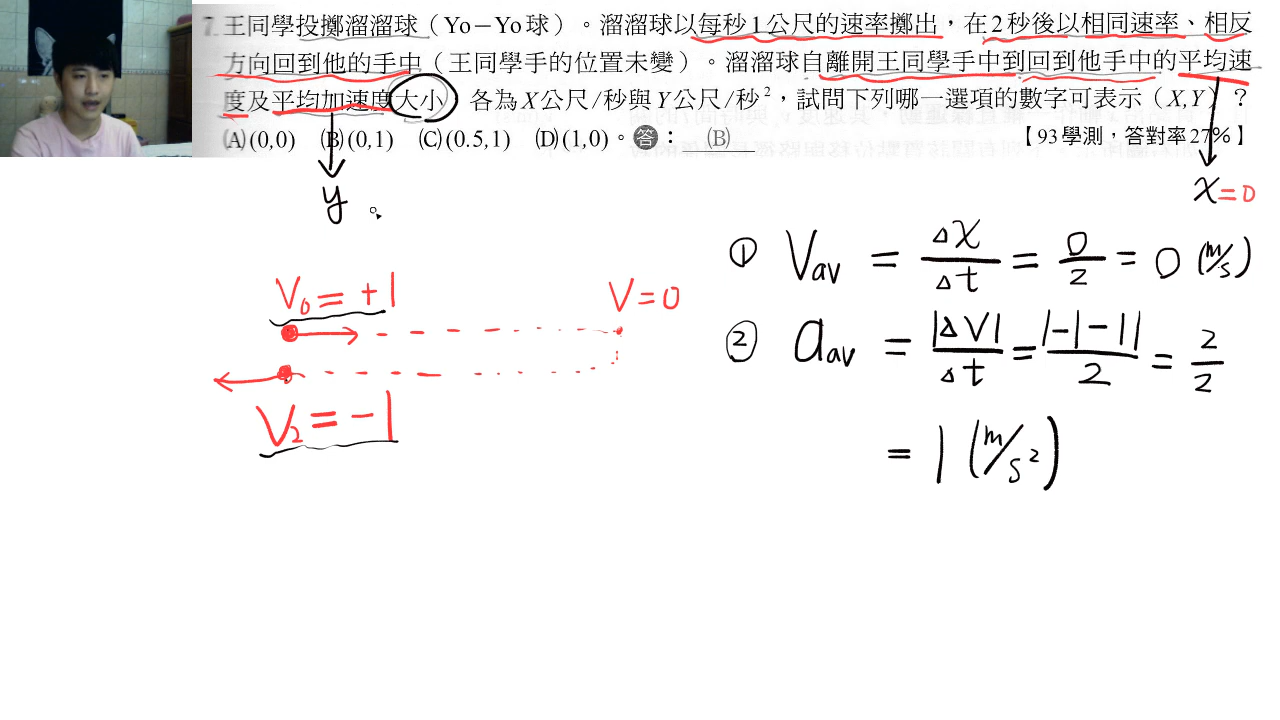 7. 王同學投擲溜溜球（Yo－Yo球）。溜溜球以每秒1公尺的速率擲出，在2秒後以相同速率、相反
方向回到他的手中（王同學手的位置未變）。溜溜球自離開王同學手中到回到他手中的平均速
度及平均加速度大小，各為X公尺/秒與Y公尺/秒²，試問下列哪一選項的數字可表示（X,Y）？
(A)(0,0) (B)(0,1) (C)(0.5,1) (D)(1,0)。答：(B)【93學測，答對率27%】
y
x=0
① Vav = Δx/Δt = 0/2 = 0 (m/s)
V₀=+1
V=0
② aav = |ΔV|/Δt = |-1-1|/2 = 2/2
V₂=-1
= 1 (m/s²)